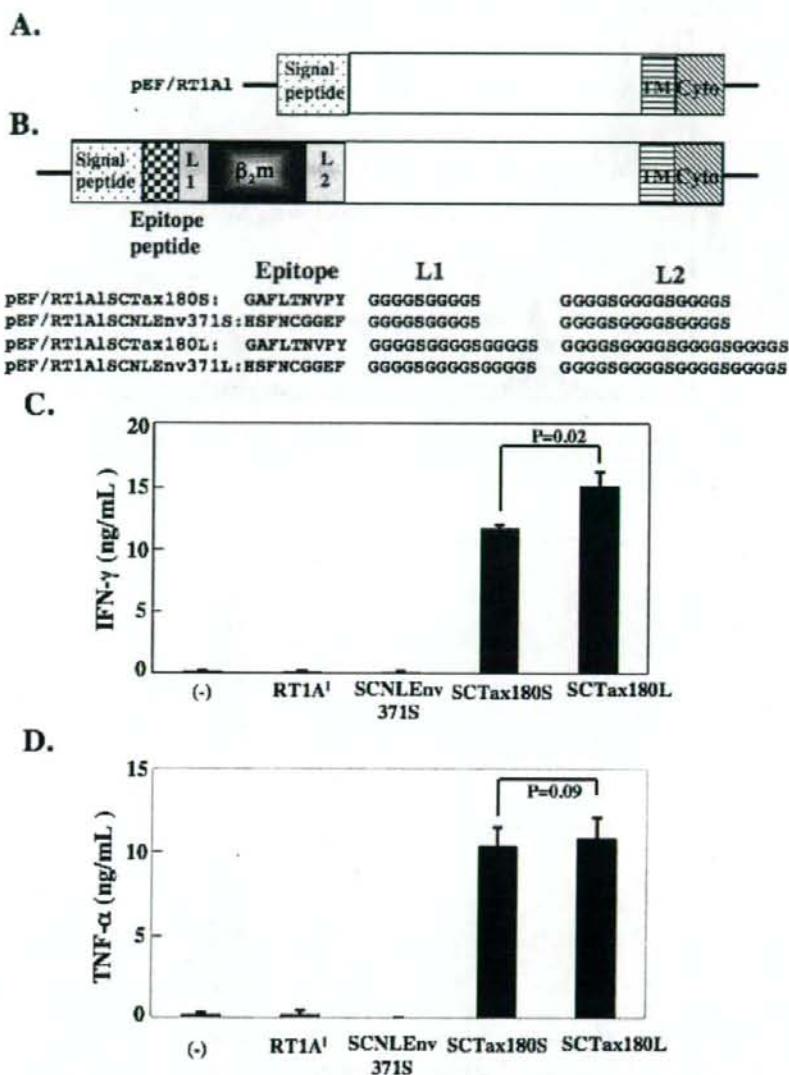 A.
pEF/RT1Al
Signal peptide
TM
Cyto
B.
Signal peptide
L1
β2m
L2
TM
Cyto
Epitope peptide
Epitope L1 L2
pEF/RT1AlSCTax180S: GAFLTNVPY GGGGSGGGGS GGGGSGGGGSGGGGS
pEF/RT1AlSCNLEnv371S: HSFNCGGEF GGGGSGGGGS GGGGSGGGGSGGGGS
pEF/RT1AlSCTax180L: GAFLTNVPY GGGGSGGGGSGGGGS GGGGSGGGGSGGGGSGGGGS
pEF/RT1AlSCNLEnv371L: HSFNCGGEF GGGGSGGGGSGGGGS GGGGSGGGGSGGGGSGGGGS
C.
IFN-γ (ng/mL)
20
15
10
5
0
P=0.02
(-) RT1Al SCNLEnv 371S SCTax180S SCTax180L
D.
TNF-α (ng/mL)
15
10
5
0
P=0.09
(-) RT1Al SCNLEnv 371S SCTax180S SCTax180L